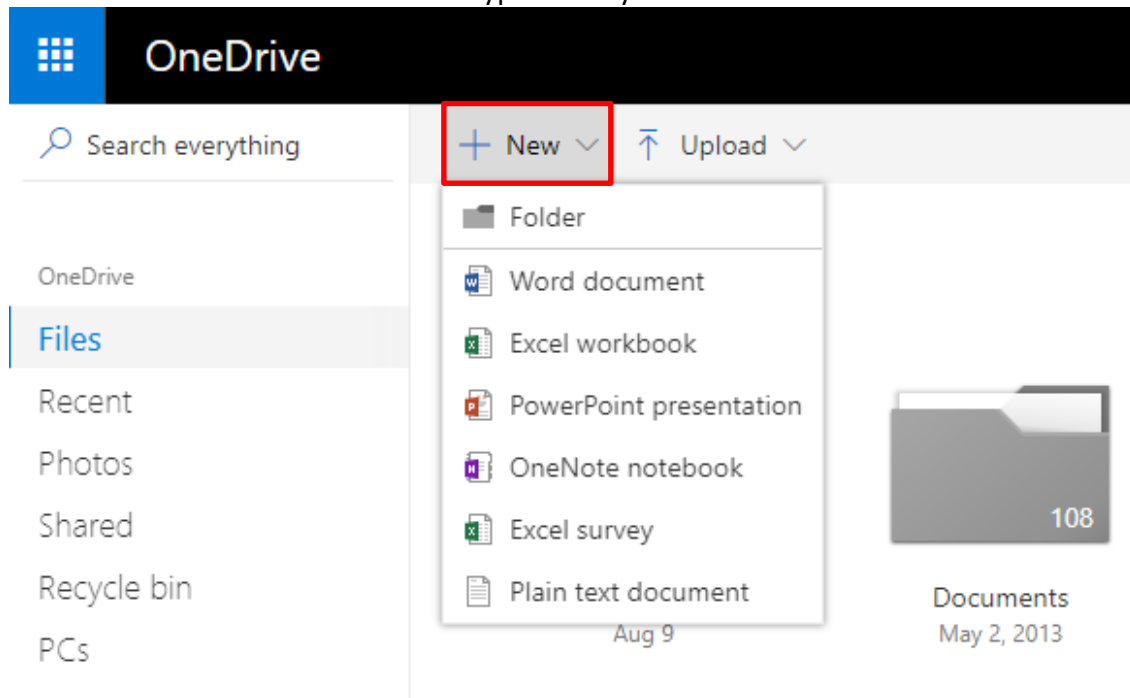 OneDrive
Search everything
New
Upload
Folder
OneDrive
Word document
Files
Excel workbook
Recent
PowerPoint presentation
Photos
OneNote notebook
Shared
Excel survey
108
Recycle bin
Plain text document
Documents
PCs
Aug 9
May 2, 2013